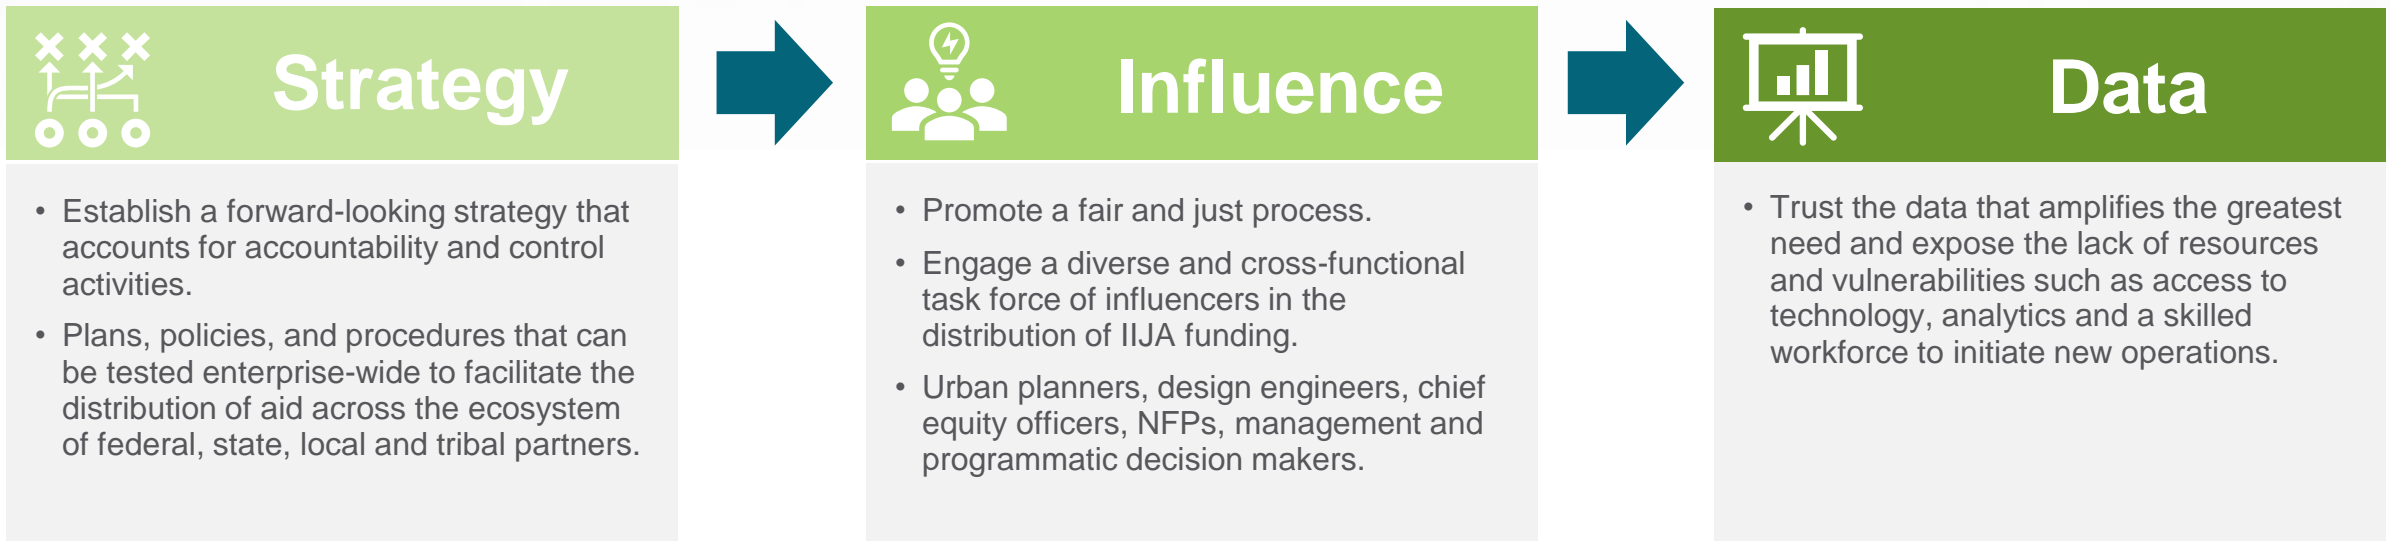 Strategy
• Establish a forward-looking strategy that
accounts for accountability and control
activities.
• Plans, policies, and procedures that can
be tested enterprise-wide to facilitate the
distribution of aid across the ecosystem
of federal, state, local and tribal partners.
Influence
• Promote a fair and just process.
• Engage a diverse and cross-functional
task force of influencers in the
distribution of IIJA funding.
• Urban planners, design engineers, chief
equity officers, NFPs, management and
programmatic decision makers.
Data
• Trust the data that amplifies the greatest
need and expose the lack of resources
and vulnerabilities such as access to
technology, analytics and a skilled
workforce to initiate new operations.